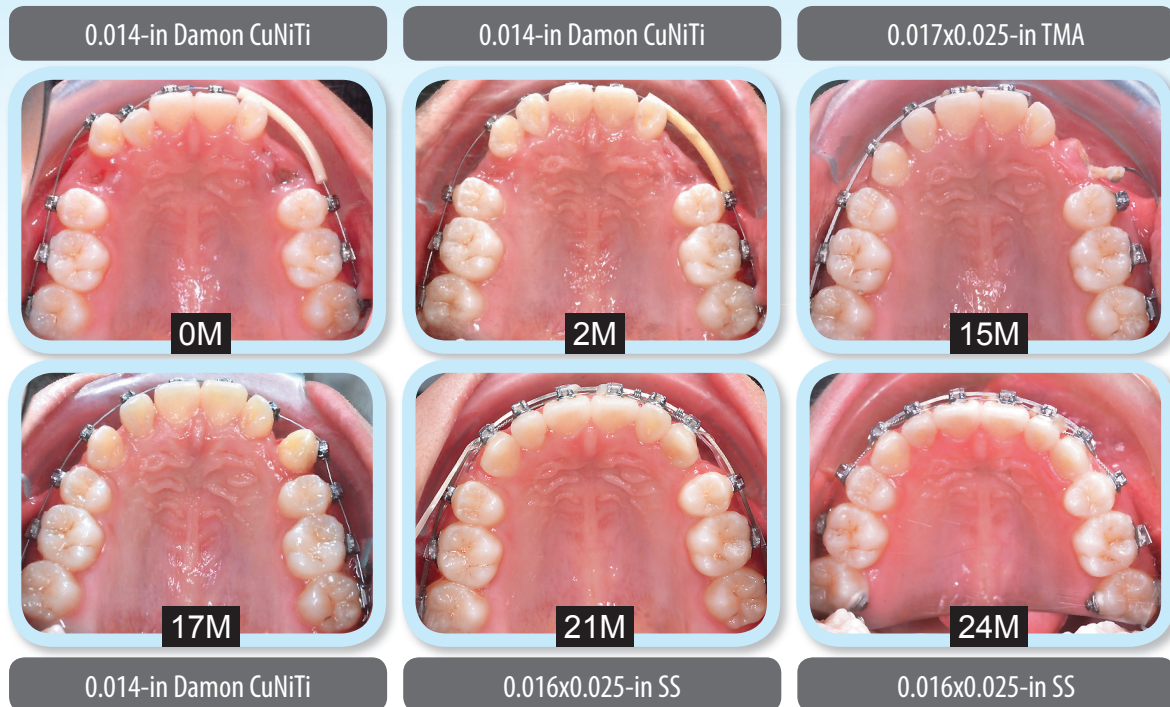 0.014-in Damon CuNiTi
0.014-in Damon CuNiTi
0.017x0.025-in TMA
0M
2M
15M
17M
21M
24M
0.014-in Damon CuNiTi
0.016x0.025-in SS
0.016x0.025-in SS